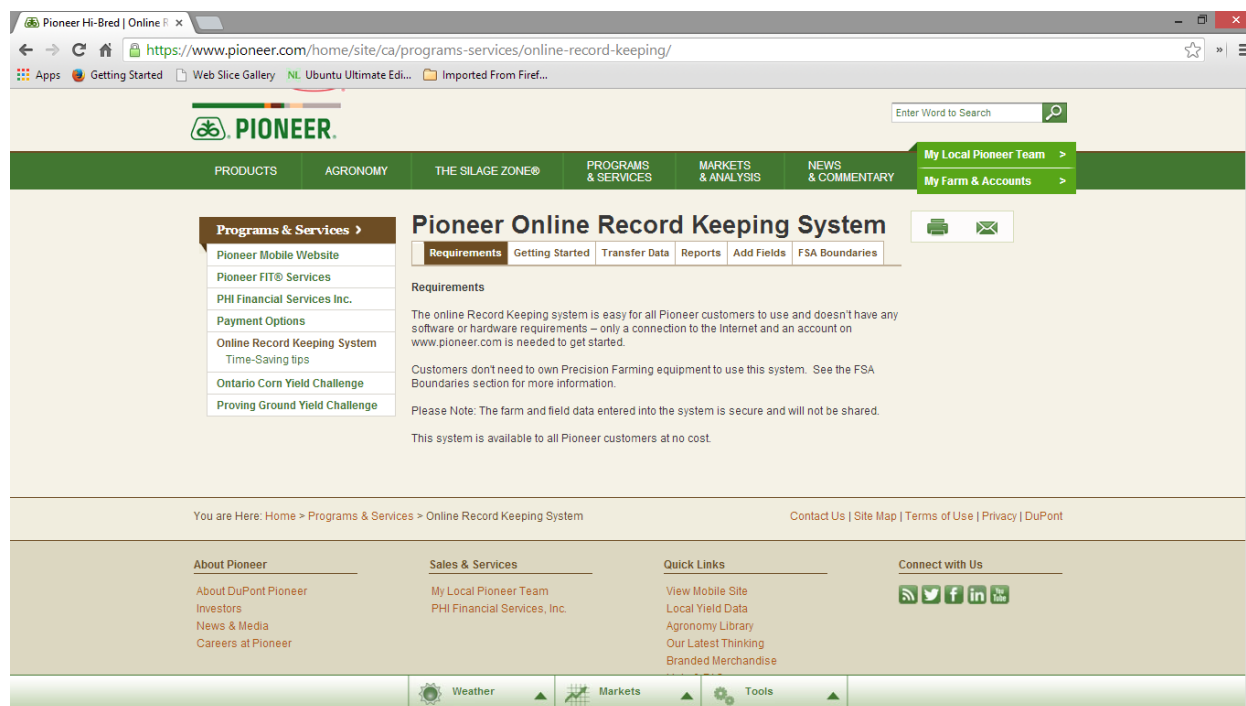 Pioneer Hi-Bred | Online R
https://www.pioneer.com/home/site/ca/programs-services/online-record-keeping/
Apps Getting Started Web Slice Gallery NL Ubuntu Ultimate Edi... Imported From Firef...
PIONEER.
Enter Word to Search
My Local Pioneer Team >
My Farm & Accounts >
PRODUCTS AGRONOMY THE SILAGE ZONE® PROGRAMS & SERVICES MARKETS & ANALYSIS NEWS & COMMENTARY
Programs & Services >
Pioneer Mobile Website
Pioneer FIT® Services
PHI Financial Services Inc.
Payment Options
Online Record Keeping System
Time-Saving tips
Ontario Corn Yield Challenge
Proving Ground Yield Challenge
Pioneer Online Record Keeping System
Requirements Getting Started Transfer Data Reports Add Fields FSA Boundaries
Requirements
The online Record Keeping system is easy for all Pioneer customers to use and doesn't have any
software or hardware requirements – only a connection to the Internet and an account on
www.pioneer.com is needed to get started.
Customers don't need to own Precision Farming equipment to use this system. See the FSA
Boundaries section for more information.
Please Note: The farm and field data entered into the system is secure and will not be shared.
This system is available to all Pioneer customers at no cost.
You are Here: Home > Programs & Services > Online Record Keeping System
Contact Us | Site Map | Terms of Use | Privacy | DuPont
About Pioneer
About DuPont Pioneer
Investors
News & Media
Careers at Pioneer
Sales & Services
My Local Pioneer Team
PHI Financial Services, Inc.
Quick Links
View Mobile Site
Local Yield Data
Agronomy Library
Our Latest Thinking
Branded Merchandise
Connect with Us
You Tube
Weather Markets Tools